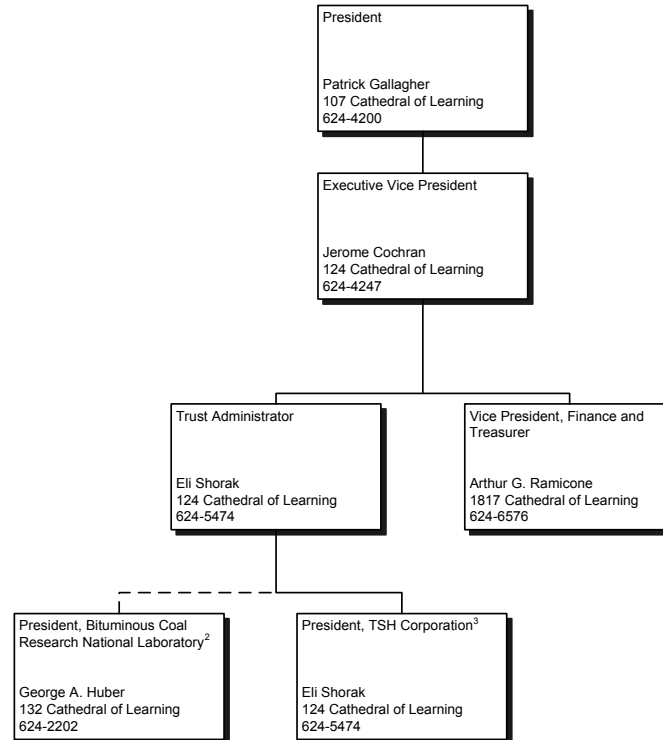 President
Patrick Gallagher
107 Cathedral of Learning
624-4200
Executive Vice President
Jerome Cochran
124 Cathedral of Learning
624-4247
Trust Administrator
Eli Shorak
124 Cathedral of Learning
624-5474
Vice President, Finance and
Treasurer
Arthur G. Ramicone
1817 Cathedral of Learning
624-6576
President, Bituminous Coal
Research National Laboratory²
George A. Huber
132 Cathedral of Learning
624-2202
President, TSH Corporation³
Eli Shorak
124 Cathedral of Learning
624-5474